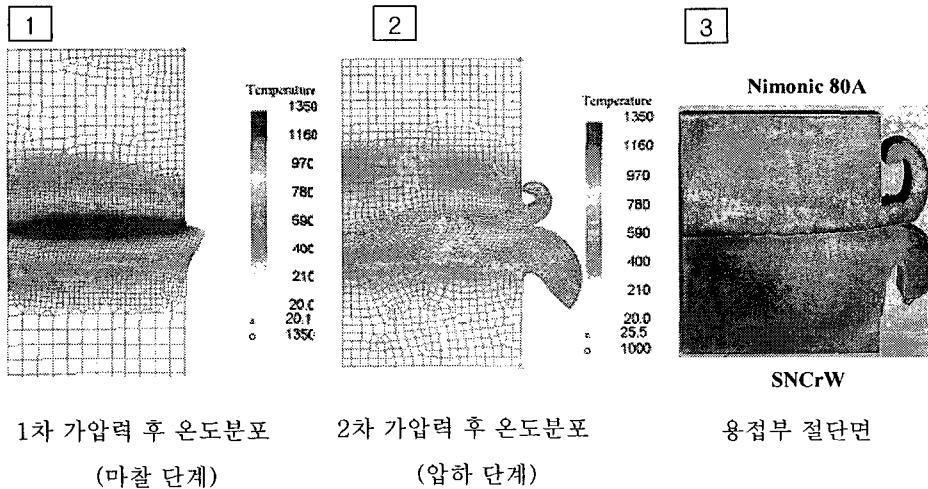 1
2
3
Temperature
1350
1160
970
780
590
400
210
20.0
20.1
1350
Temperature
1350
1160
970
780
590
400
210
20.0
25.5
1000
Nimonic 80A
SNCrW
1차 가압력 후 온도분포
(마찰 단계)
2차 가압력 후 온도분포
(압하 단계)
용접부 절단면